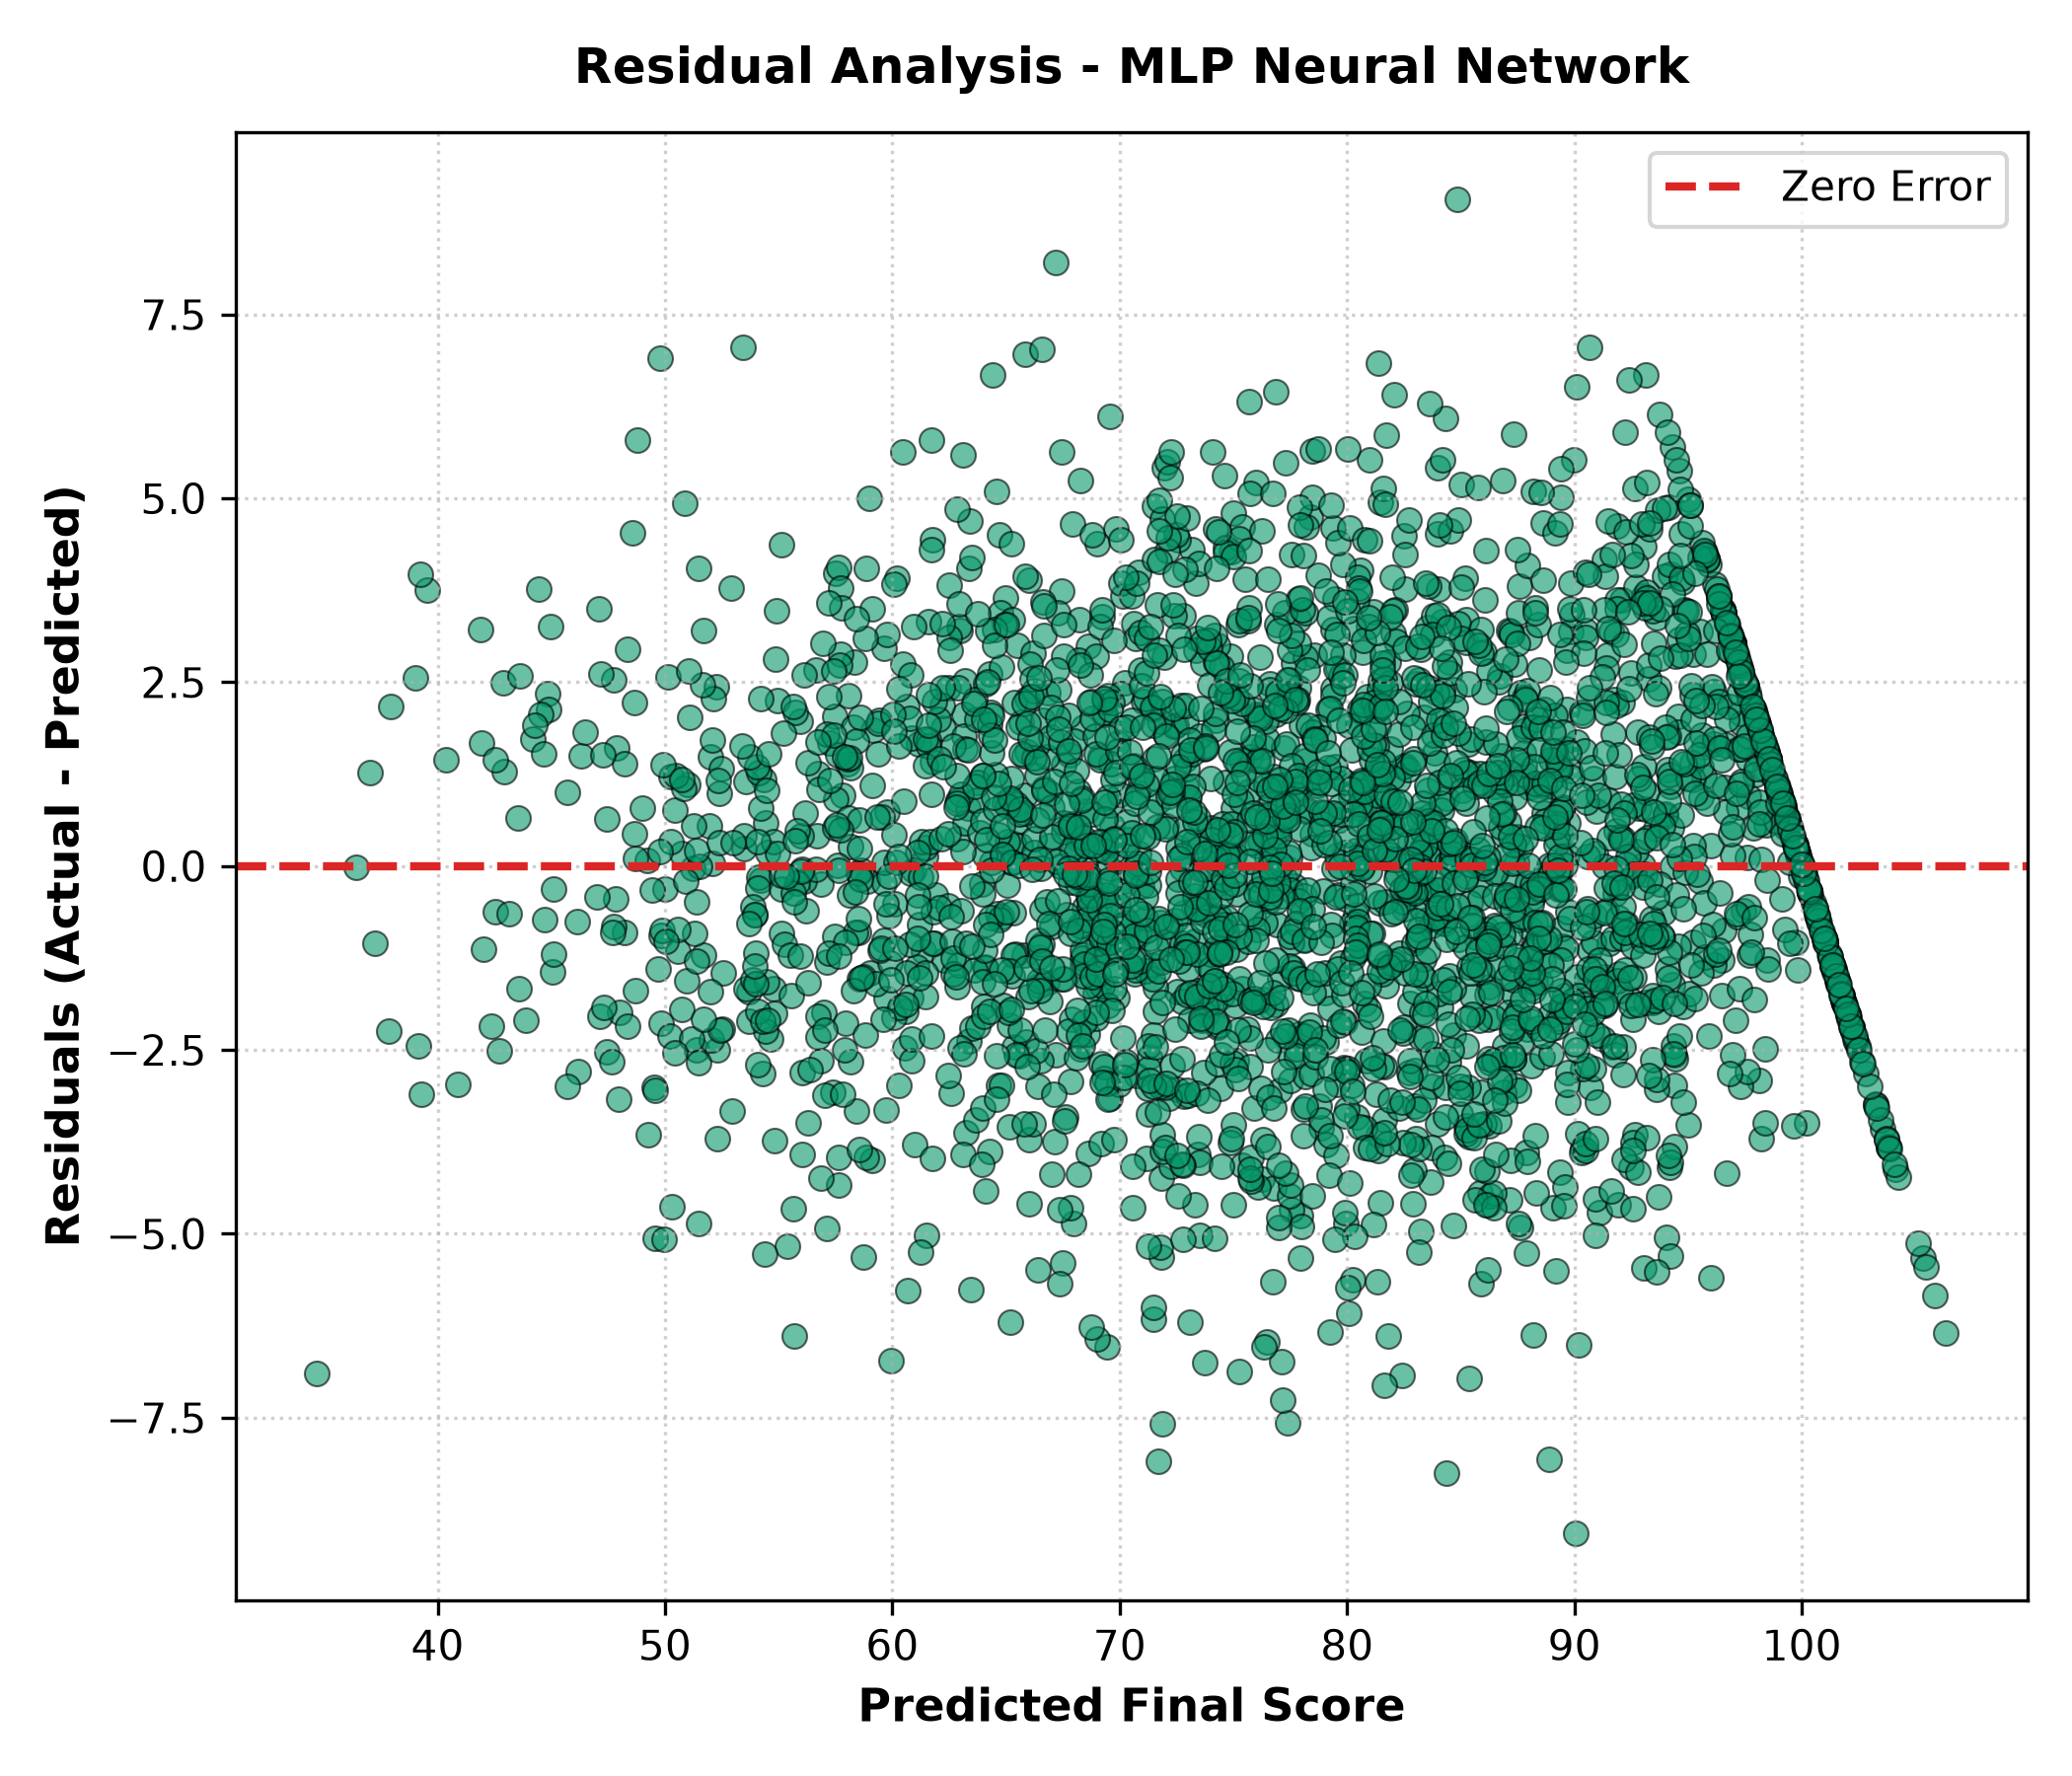 Residual Analysis - MLP Neural Network
Zero Error
Residuals (Actual - Predicted)
7.5
5.0
2.5
0.0
−2.5
−5.0
−7.5
40 50 60 70 80 90 100
Predicted Final Score